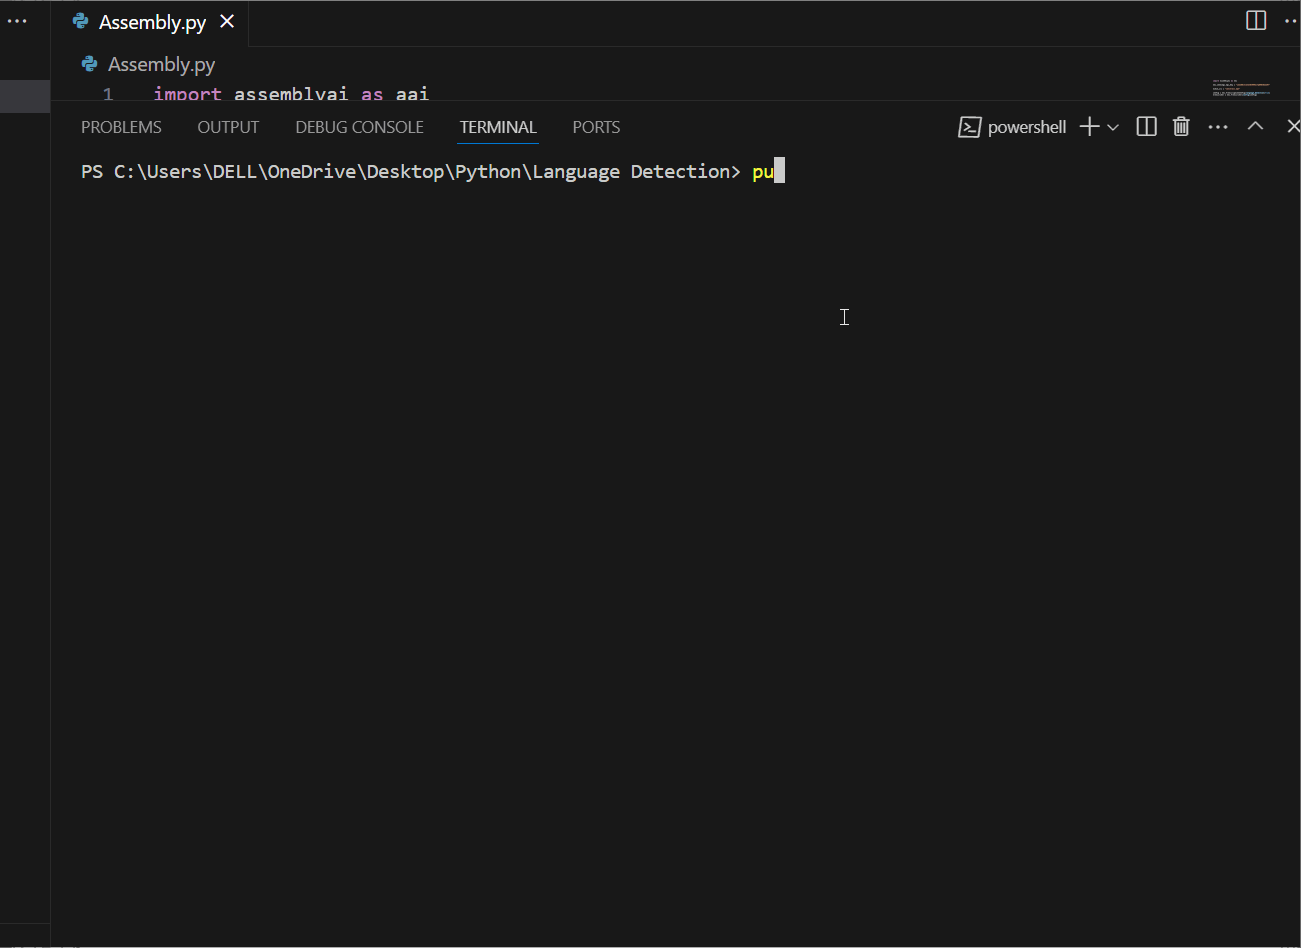 Assembly.py
Assembly.py
1 import assemblyai as aai
PROBLEMS OUTPUT DEBUG CONSOLE TERMINAL PORTS powershell
PS C:\Users\DELL\OneDrive\Desktop\Python\Language Detection> pu